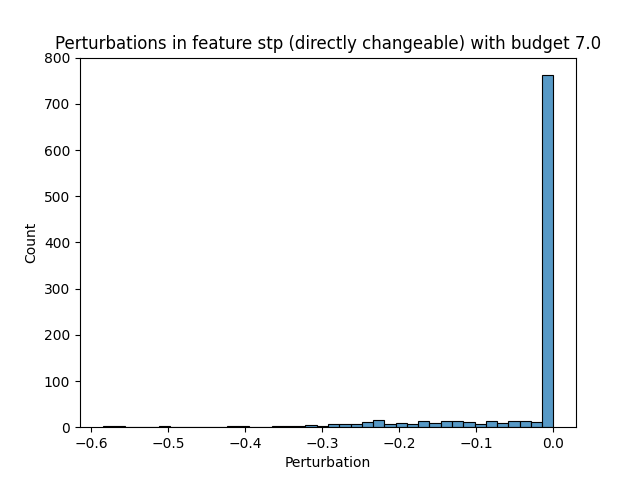 Perturbations in feature stp (directly changeable) with budget 7.0
800
700
600
500
400
300
200
100
0
Count
−0.6 −0.5 −0.4 −0.3 −0.2 −0.1 0.0
Perturbation